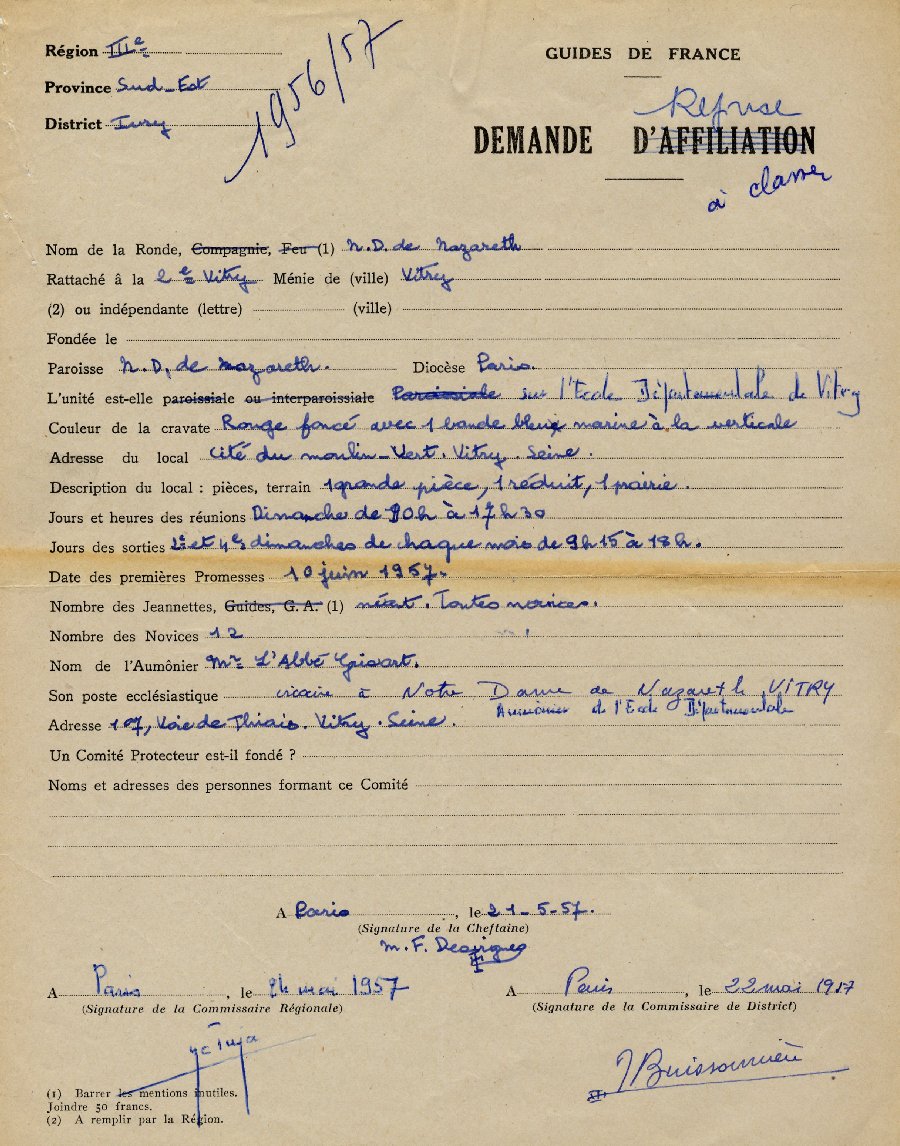 Région IIIe
Province Sud-Est
District Ivry
1956/57
GUIDES DE FRANCE
Refuse
DEMANDE D'AFFILIATION
à classer
Nom de la Ronde, Compagnie, Feu (1) N.D. de Nazareth
Rattaché â la 2e Vitry Ménie de (ville) Vitry
(2) ou indépendante (lettre) (ville)
Fondée le
Paroisse N.D. de Nazareth. Diocèse Paris.
L'unité est-elle paroissiale ou interparoissiale Paroissiale sur l'Ecole Départementale de Vitry
Couleur de la cravate Rouge foncé avec 1 bande bleue marine à la verticale
Adresse du local Cité du moulin-Vert. Vitry. Seine.
Description du local : pièces, terrain 1 grande pièce, 1 réduit, 1 prairie.
Jours et heures des réunions Dimanche de 10h à 17h30
Jours des sorties 2e et 4es dimanches de chaque mois de 9h15 à 18h.
Date des premières Promesses 10 juin 1957.
Nombre des Jeannettes, Guides, G. A. (1) néant. Toutes novices.
Nombre des Novices 12
Nom de l'Aumônier Mr L'Abbé
Son poste ecclésiastique vicaire à Notre Dame de Nazareth VITRY
Aumônier de l'Ecole Départementale
Adresse 107, Voie de Thiais. Vitry. Seine.
Un Comité Protecteur est-il fondé ?
Noms et adresses des personnes formant ce Comité
A Paris, le 21-5-57.
(Signature de la Cheftaine)
M. F.
A Paris, le 24 mai 1957
(Signature de la Commissaire Régionale)
A Paris, le 22 mai 1957
(Signature de la Commissaire de District)
J Buissonnière
(1) Barrer les mentions inutiles.
Joindre 50 francs.
(2) A remplir par la Région.